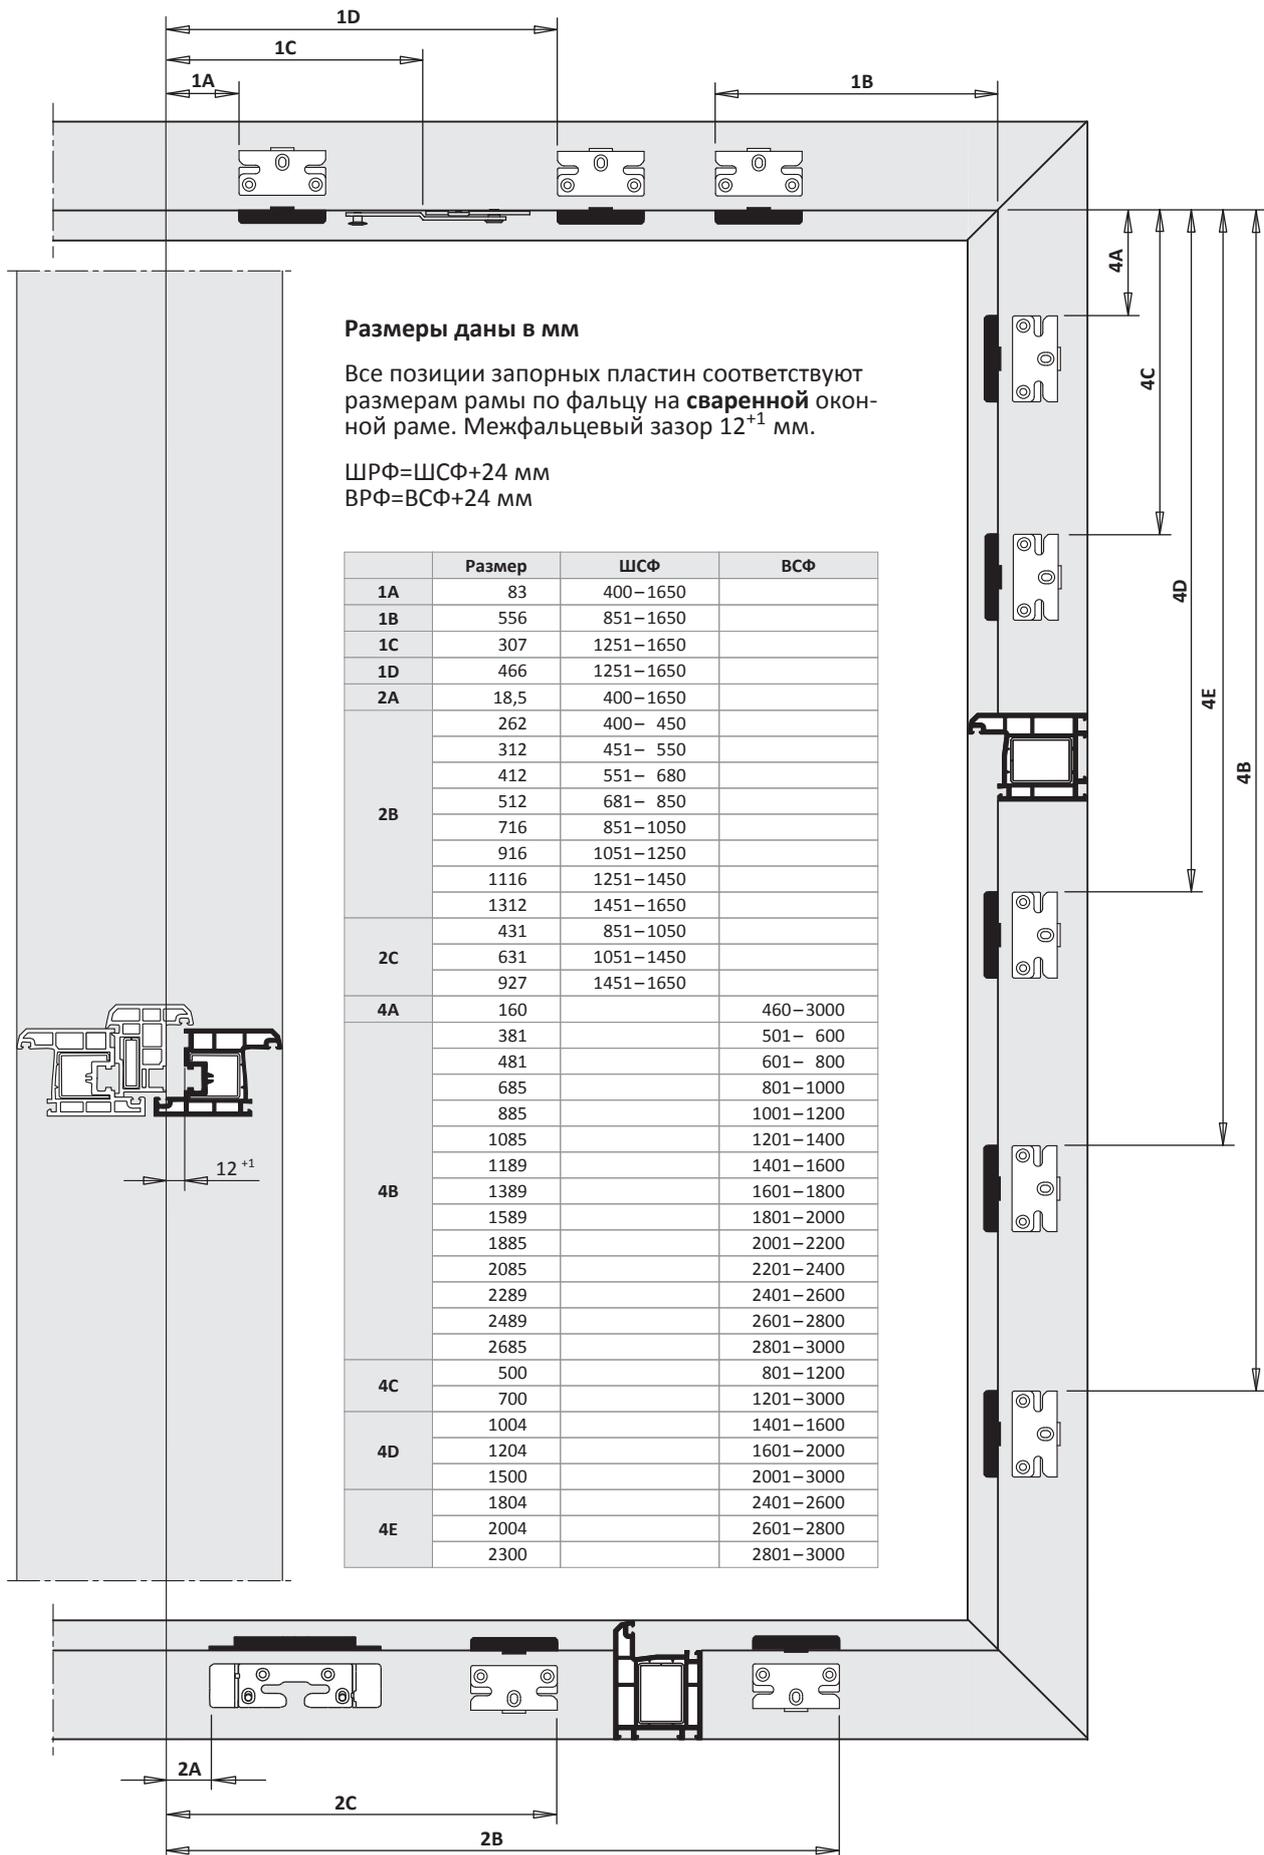 1D
1C
1A
1B
4A
4C
4D
4E
4B
Размеры даны в мм
Все позиции запорных пластин соответствуют
размерам рамы по фальцу на сваренной окон-
ной раме. Межфальцевый зазор 12⁺¹ мм.
ШРФ=ШСФ+24 мм
ВРФ=ВСФ+24 мм
Размер ШСФ ВСФ
1A 83 400–1650
1B 556 851–1650
1C 307 1251–1650
1D 466 1251–1650
2A 18,5 400–1650
2B 262 400– 450
312 451– 550
412 551– 680
512 681– 850
716 851–1050
916 1051–1250
1116 1251–1450
1312 1451–1650
2C 431 851–1050
631 1051–1450
927 1451–1650
4A 160 460–3000
4B 381 501– 600
481 601– 800
685 801–1000
885 1001–1200
1085 1201–1400
1189 1401–1600
1389 1601–1800
1589 1801–2000
1885 2001–2200
2085 2201–2400
2289 2401–2600
2489 2601–2800
2685 2801–3000
4C 500 801–1200
700 1201–3000
4D 1004 1401–1600
1204 1601–2000
1500 2001–3000
4E 1804 2401–2600
2004 2601–2800
2300 2801–3000
12 ⁺¹
2A
2C
2B